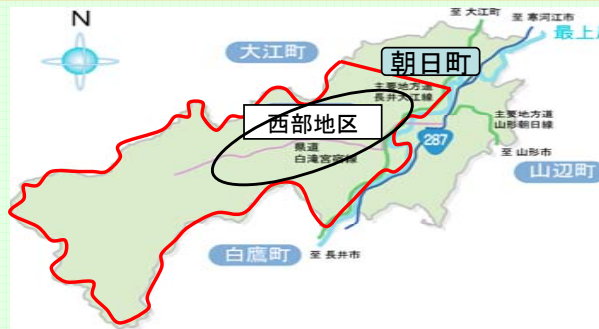 N
至 大江町
至 寒河江市
最上川
大江町
朝日町
主要地方道
長井大江線
西部地区
主要地方道
山形朝日線
287
県道
白滝宮宿線
至 山形市
山辺町
白鷹町
至 長井市